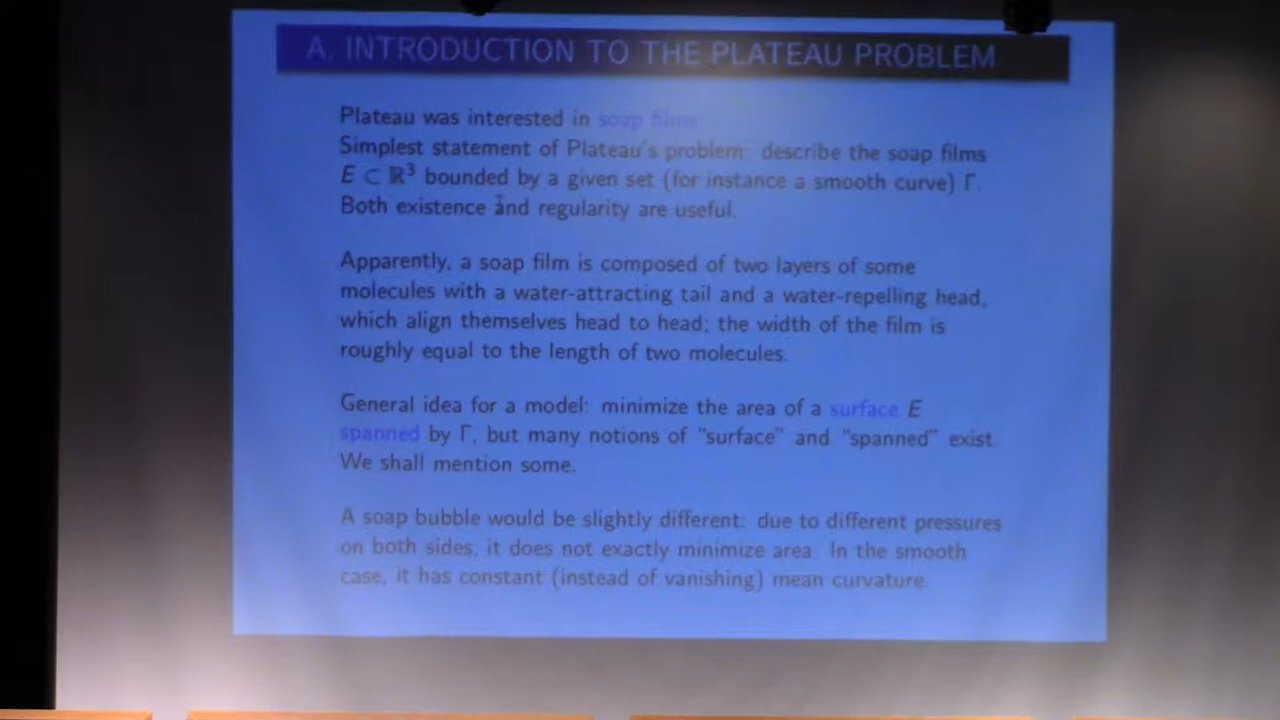 A. INTRODUCTION TO THE PLATEAU PROBLEM
Plateau was interested in soap films.
Simplest statement of Plateau's problem: describe the soap films
E ⊂ ℝ³ bounded by a given set (for instance a smooth curve) Γ.
Both existence and regularity are useful.
Apparently, a soap film is composed of two layers of some
molecules with a water-attracting tail and a water-repelling head,
which align themselves head to head; the width of the film is
roughly equal to the length of two molecules.
General idea for a model: minimize the area of a surface E
spanned by Γ, but many notions of "surface" and "spanned" exist.
We shall mention some.
A soap bubble would be slightly different: due to different pressures
on both sides, it does not exactly minimize area. In the smooth
case, it has constant (instead of vanishing) mean curvature.